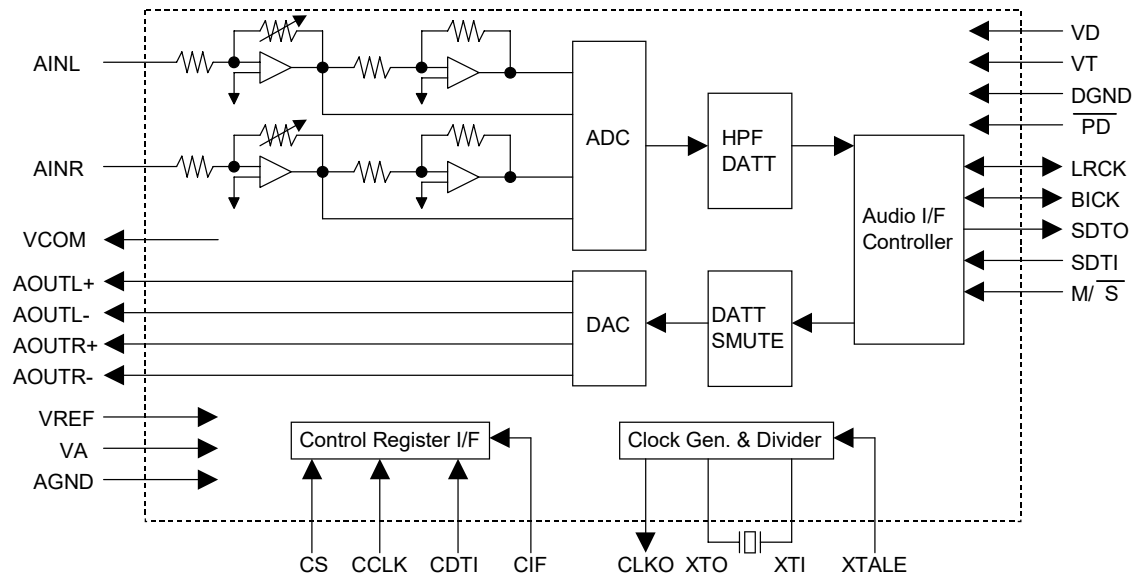 AINL
AINR
VCOM
AOUTL+
AOUTL-
AOUTR+
AOUTR-
VREF
VA
AGND
ADC
HPF
DATT
Audio I/F
Controller
DAC
DATT
SMUTE
Control Register I/F
Clock Gen. & Divider
VD
VT
DGND
PD
LRCK
BICK
SDTO
SDTI
M/ S
CS
CCLK
CDTI
CIF
CLKO
XTO
XTI
XTALE